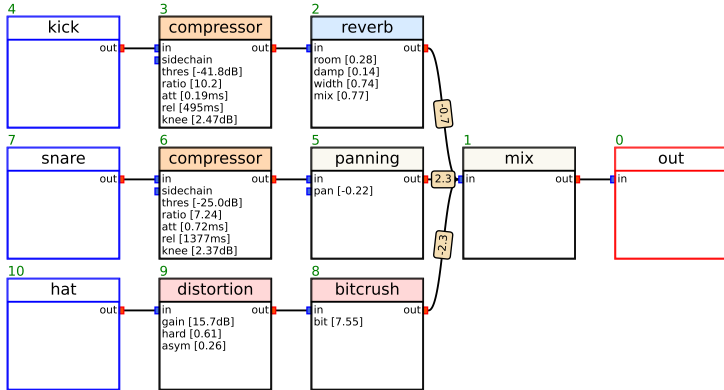 4
kick
out
3
compressor
in out
sidechain
thres [-41.8dB]
ratio [10.2]
att [0.19ms]
rel [495ms]
knee [2.47dB]
2
reverb
in out
room [0.28]
damp [0.14]
width [0.74]
mix [0.77]
-0.7
7
snare
out
6
compressor
in out
sidechain
thres [-25.0dB]
ratio [7.24]
att [0.72ms]
rel [1377ms]
knee [2.37dB]
5
panning
in out
pan [-0.22]
2.3
1
mix
in out
0
out
in
10
hat
out
9
distortion
in out
gain [15.7dB]
hard [0.61]
asym [0.26]
8
bitcrush
in out
bit [7.55]
-2.3